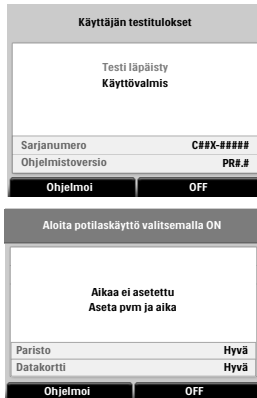 Käyttäjän testitulokset
Testi läpäisty
Käyttövalmis
Sarjanumero C##X-#####
Ohjelmistoversio PR#.#
Ohjelmoi OFF
Aloita potilaskäyttö valitsemalla ON
Aikaa ei asetettu
Aseta pvm ja aika
Paristo Hyvä
Datakortti Hyvä
Ohjelmoi OFF